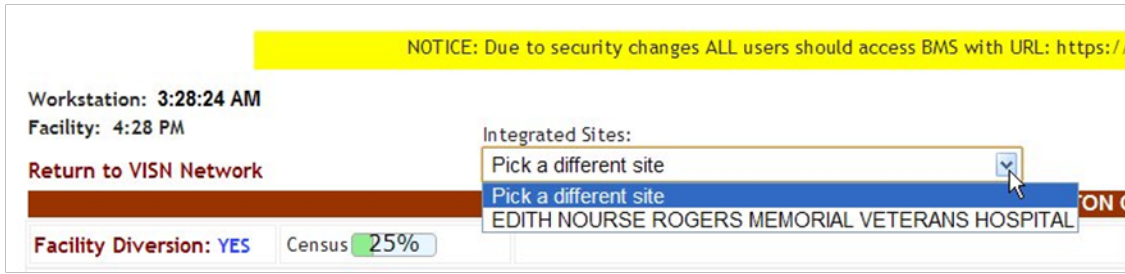 NOTICE: Due to security changes ALL users should access BMS with URL: https:/
Workstation: 3:28:24 AM
Facility: 4:28 PM
Integrated Sites:
Return to VISN Network
Pick a different site
Pick a different site
EDITH NOURSE ROGERS MEMORIAL VETERANS HOSPITAL
Facility Diversion: YES Census 25%